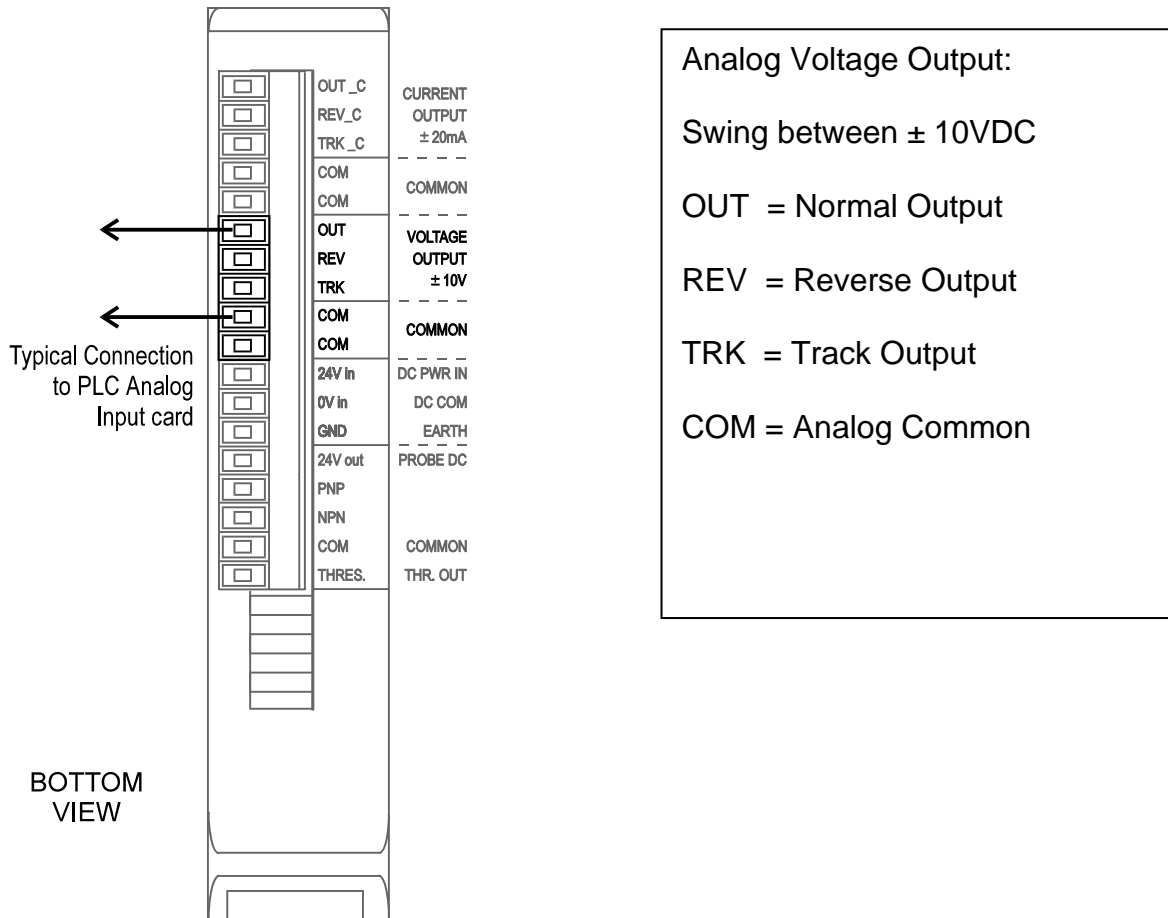 OUT _C
REV_C
TRK _C
CURRENT
OUTPUT
± 20mA
COM
COM
COMMON
OUT
REV
TRK
VOLTAGE
OUTPUT
± 10V
COM
COM
COMMON
24V in DC PWR IN
0V in DC COM
GND EARTH
24V out PROBE DC
PNP
NPN
COM COMMON
THRES. THR. OUT
Typical Connection
to PLC Analog
Input card
BOTTOM
VIEW
Analog Voltage Output:
Swing between ± 10VDC
OUT = Normal Output
REV = Reverse Output
TRK = Track Output
COM = Analog Common